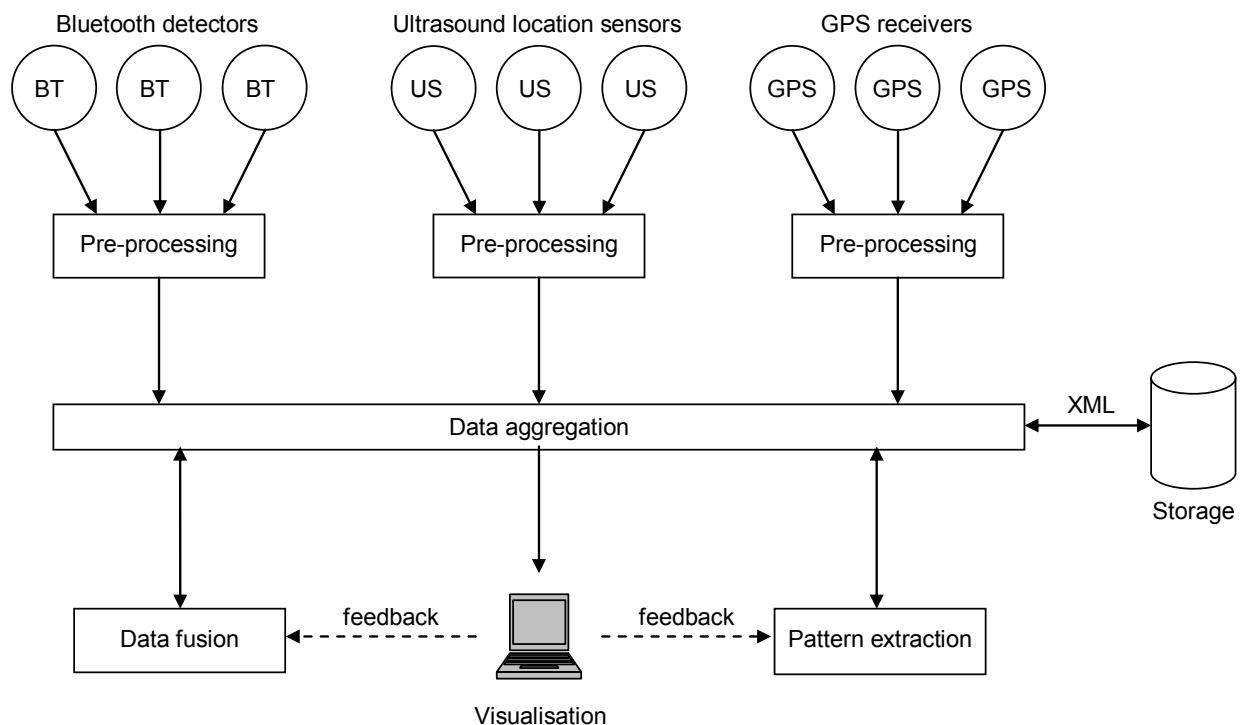 Bluetooth detectors
Ultrasound location sensors
GPS receivers
BT
BT
BT
US
US
US
GPS
GPS
GPS
Pre-processing
Pre-processing
Pre-processing
Data aggregation
XML
Storage
feedback
feedback
Data fusion
Pattern extraction
Visualisation